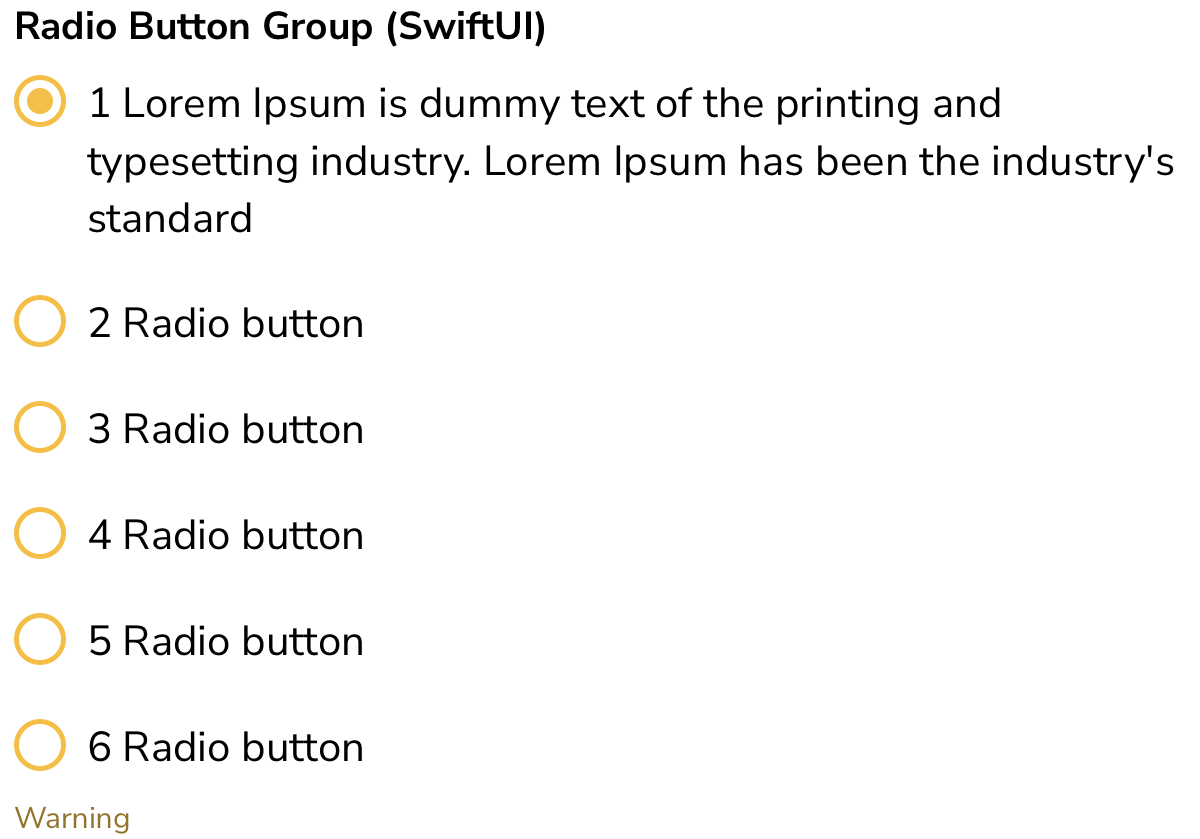 Radio Button Group (SwiftUI)
1 Lorem Ipsum is dummy text of the printing and
typesetting industry. Lorem Ipsum has been the industry's
standard
2 Radio button
3 Radio button
4 Radio button
5 Radio button
6 Radio button
Warning